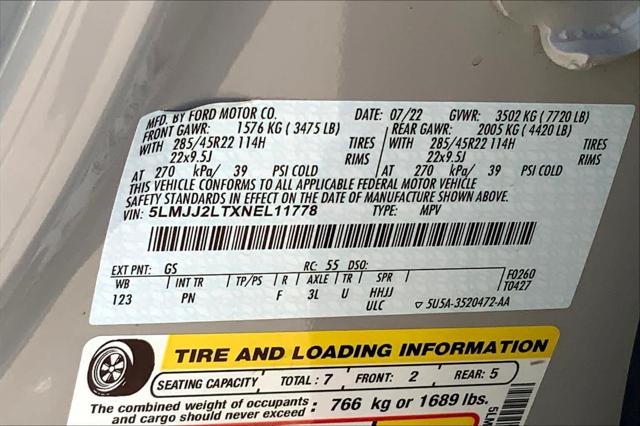 MFD. BY FORD MOTOR CO. DATE: 07/22 GVWR: 3502 KG ( 7720 LB)
FRONT GAWR: 1576 KG ( 3475 LB) REAR GAWR: 2005 KG ( 4420 LB)
WITH 285/45R22 114H TIRES WITH 285/45R22 114H TIRES
22x9.5J RIMS 22x9.5J RIMS
AT 270 kPa/ 39 PSI COLD AT 270 kPa/ 39 PSI COLD
THIS VEHICLE CONFORMS TO ALL APPLICABLE FEDERAL MOTOR VEHICLE
SAFETY STANDARDS IN EFFECT ON THE DATE OF MANUFACTURE SHOWN ABOVE.
VIN: 5LMJJ2LTXNEL11778 TYPE: MPV
EXT PNT: GS RC: 55 DSO: F0260
WB INT TR TP/PS R AXLE TR SPR T0427
123 PN F 3L U HHJJ
ULC ▽ 5U5A-3520472-AA
TIRE AND LOADING INFORMATION
SEATING CAPACITY TOTAL : 7 FRONT: 2 REAR: 5
The combined weight of occupants and cargo should never exceed : 766 kg or 1689 lbs.
5LM